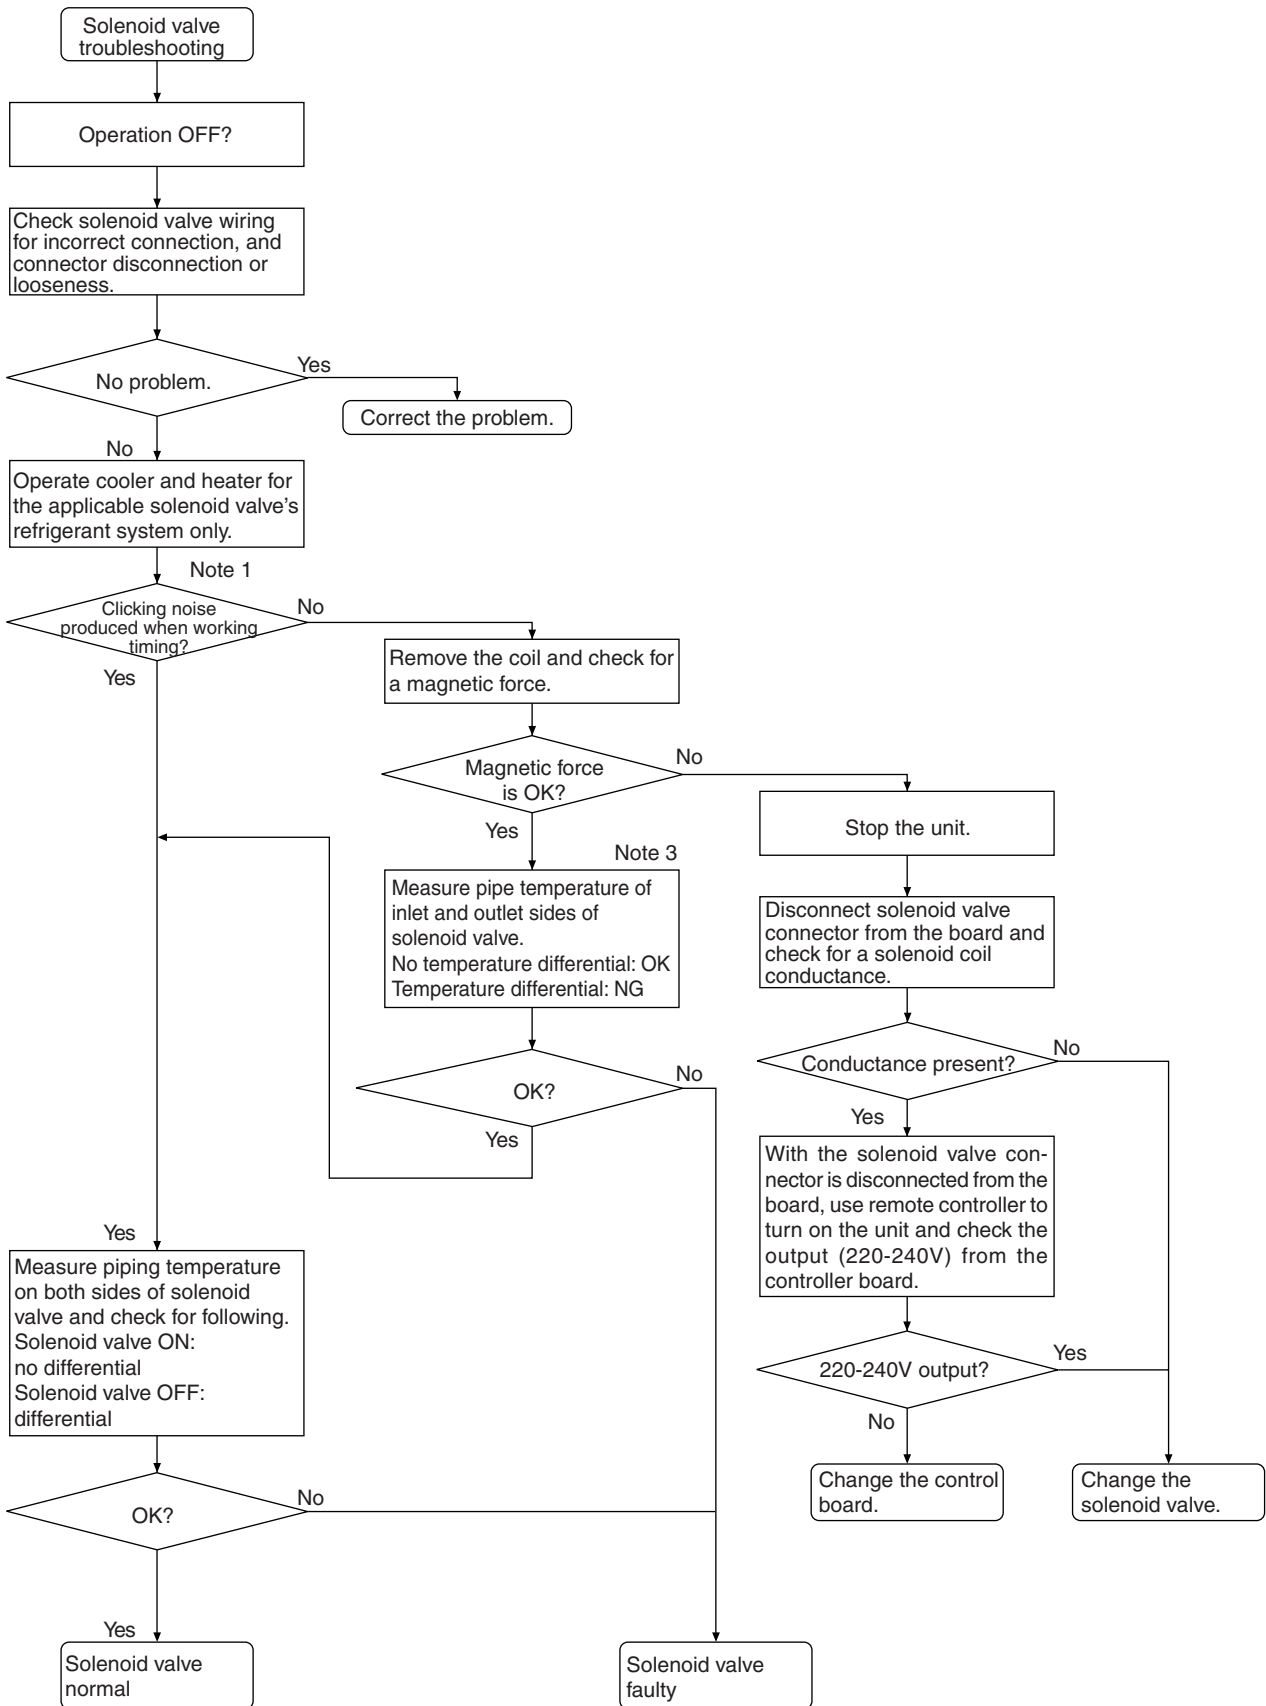 Solenoid valve
troubleshooting
Operation OFF?
Check solenoid valve wiring
for incorrect connection, and
connector disconnection or
looseness.
No problem.
Yes
Correct the problem.
No
Operate cooler and heater for
the applicable solenoid valve's
refrigerant system only.
Note 1
Clicking noise
produced when working
timing?
No
Yes
Remove the coil and check for
a magnetic force.
Magnetic force
is OK?
No
Yes
Stop the unit.
Note 3
Measure pipe temperature of
inlet and outlet sides of
solenoid valve.
No temperature differential: OK
Temperature differential: NG
Disconnect solenoid valve
connector from the board and
check for a solenoid coil
conductance.
OK?
No
Yes
Conductance present?
No
Yes
With the solenoid valve con-
nector is disconnected from the
board, use remote controller to
turn on the unit and check the
output (220-240V) from the
controller board.
Yes
Measure piping temperature
on both sides of solenoid
valve and check for following.
Solenoid valve ON:
no differential
Solenoid valve OFF:
differential
220-240V output?
Yes
No
Change the control
board.
Change the
solenoid valve.
OK?
No
Yes
Solenoid valve
normal
Solenoid valve
faulty